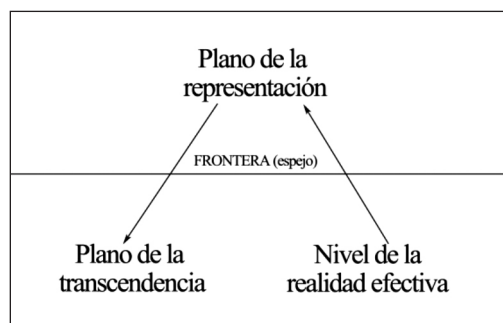 Plano de la
representación
FRONTERA (espejo)
Plano de la
transcendencia
Nivel de la
realidad efectiva